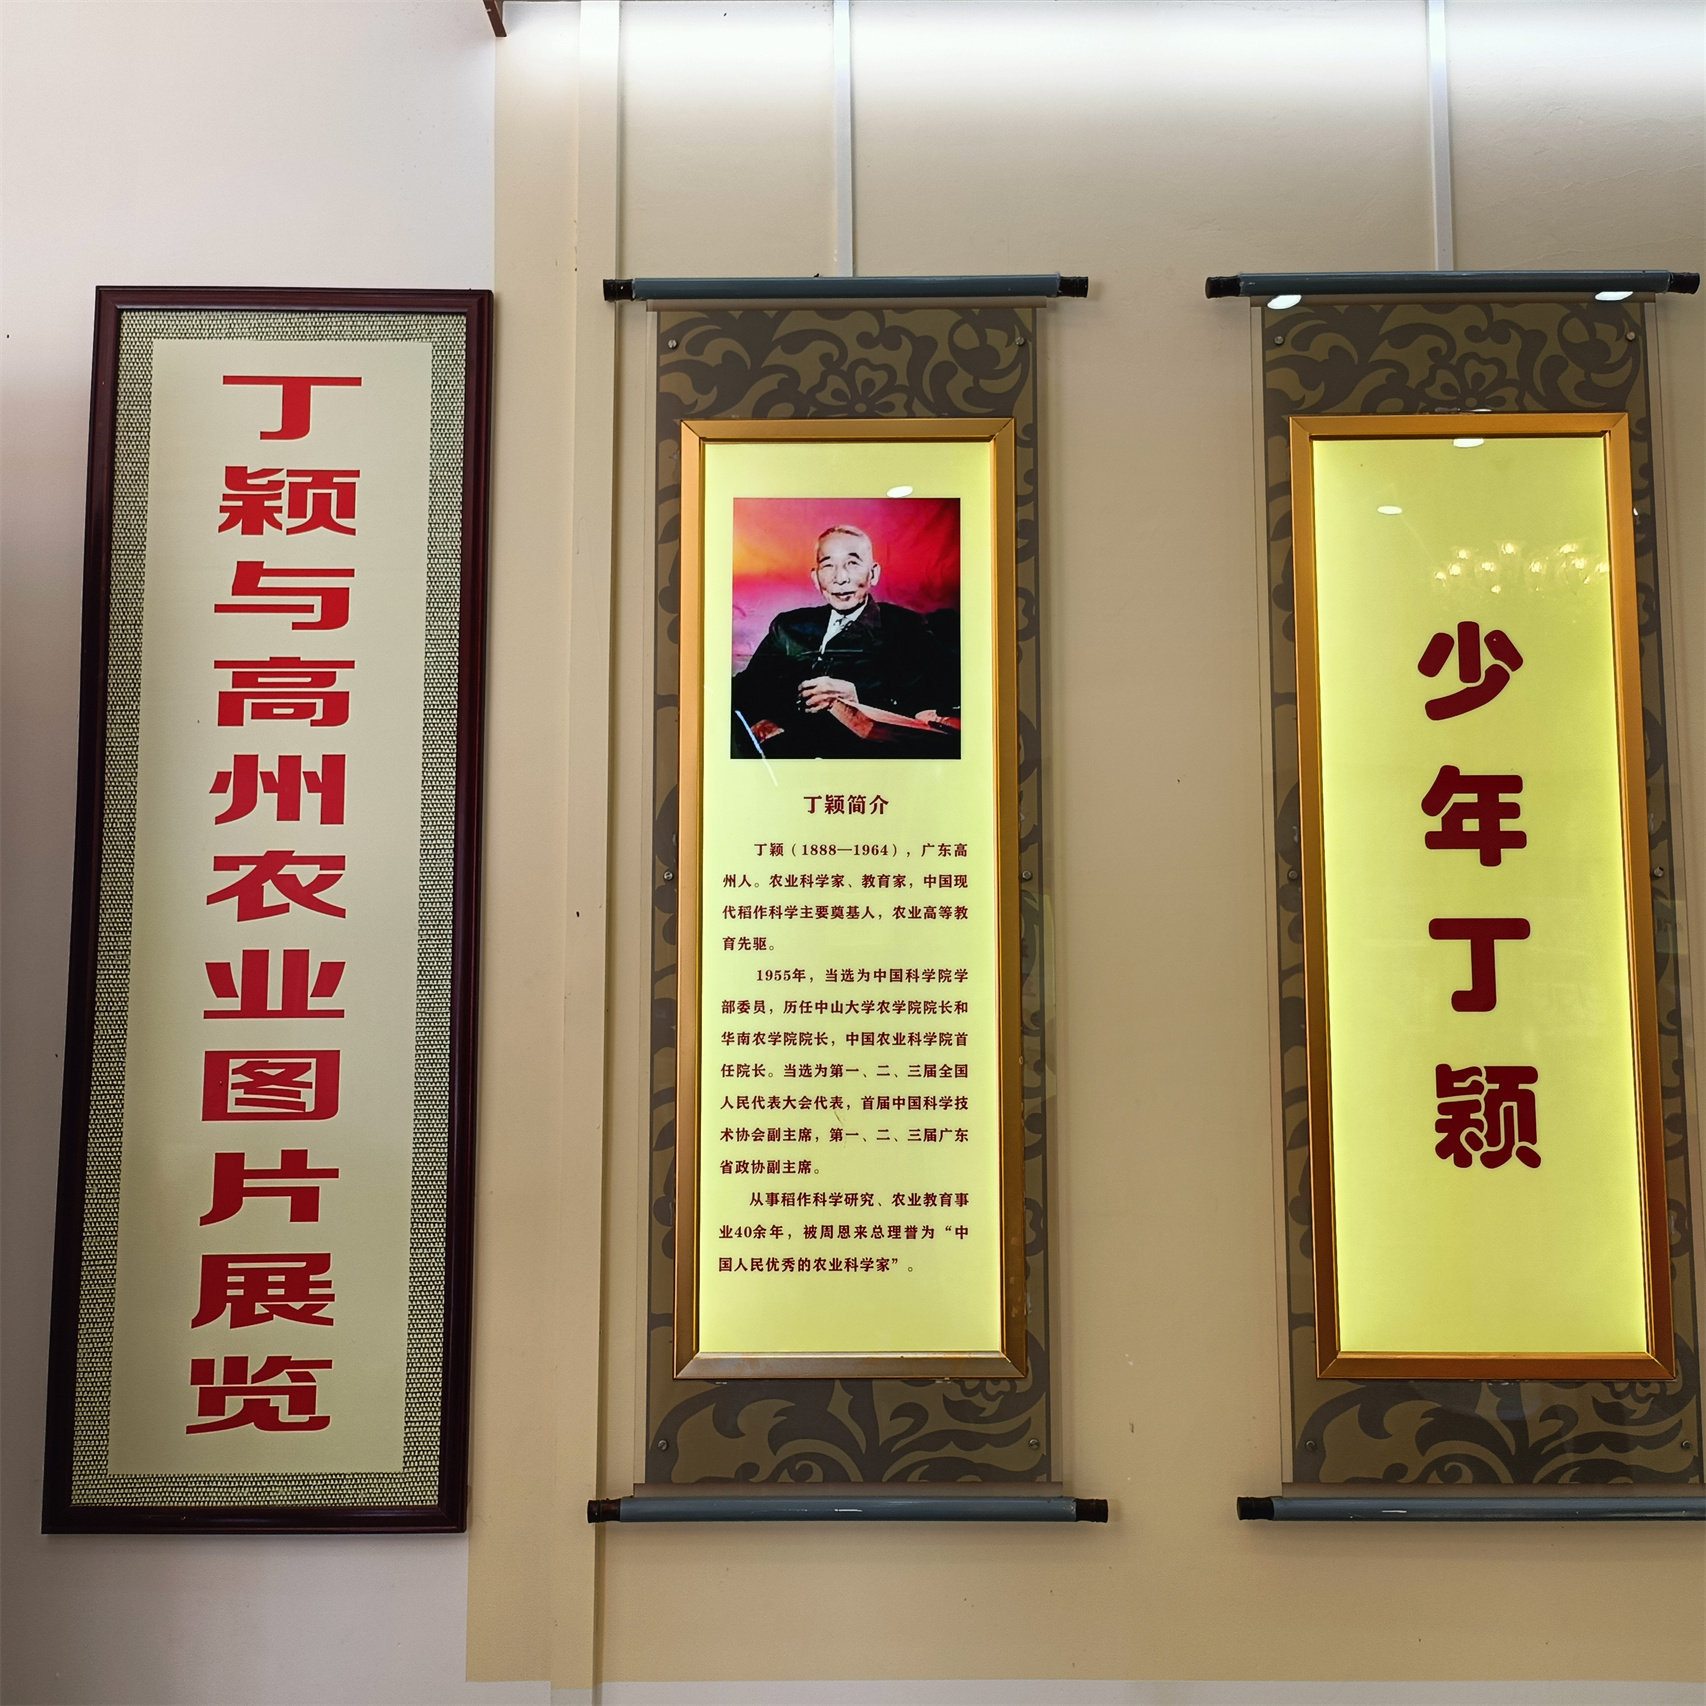 丁颖与高州农业图片展览
丁颖简介
丁颖（1888—1964），广东高
州人。农业科学家、教育家，中国现
代稻作科学主要奠基人，农业高等教
育先驱。
1955年，当选为中国科学院学
部委员，历任中山大学农学院院长和
华南农学院院长，中国农业科学院首
任院长。当选为第一、二、三届全国
人民代表大会代表，首届中国科学技
术协会副主席，第一、二、三届广东
省政协副主席。
从事稻作科学研究、农业教育事
业40余年，被周恩来总理誉为“中
国人民优秀的农业科学家”。
少年丁颖